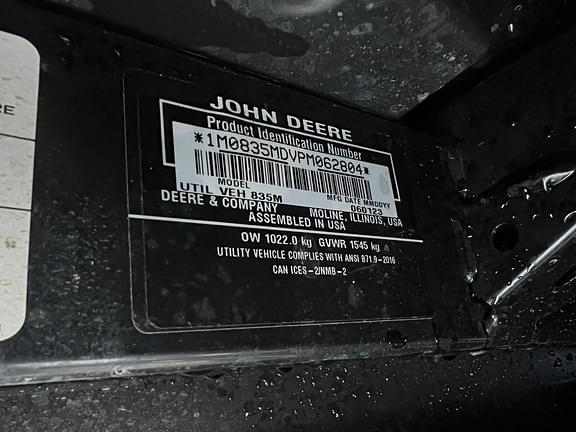 RE
JOHN DEERE
Product Identification Number
*1M0835MDVPM062804*
MODEL MFG DATE MMDDYY
UTIL VEH 835M 060123
DEERE & COMPANY MOLINE, ILLINOIS, USA
ASSEMBLED IN USA
OW 1022.0 kg GVWR 1545 kg
UTILITY VEHICLE COMPLIES WITH ANSI B71.9-2016
CAN ICES-2/NMB-2